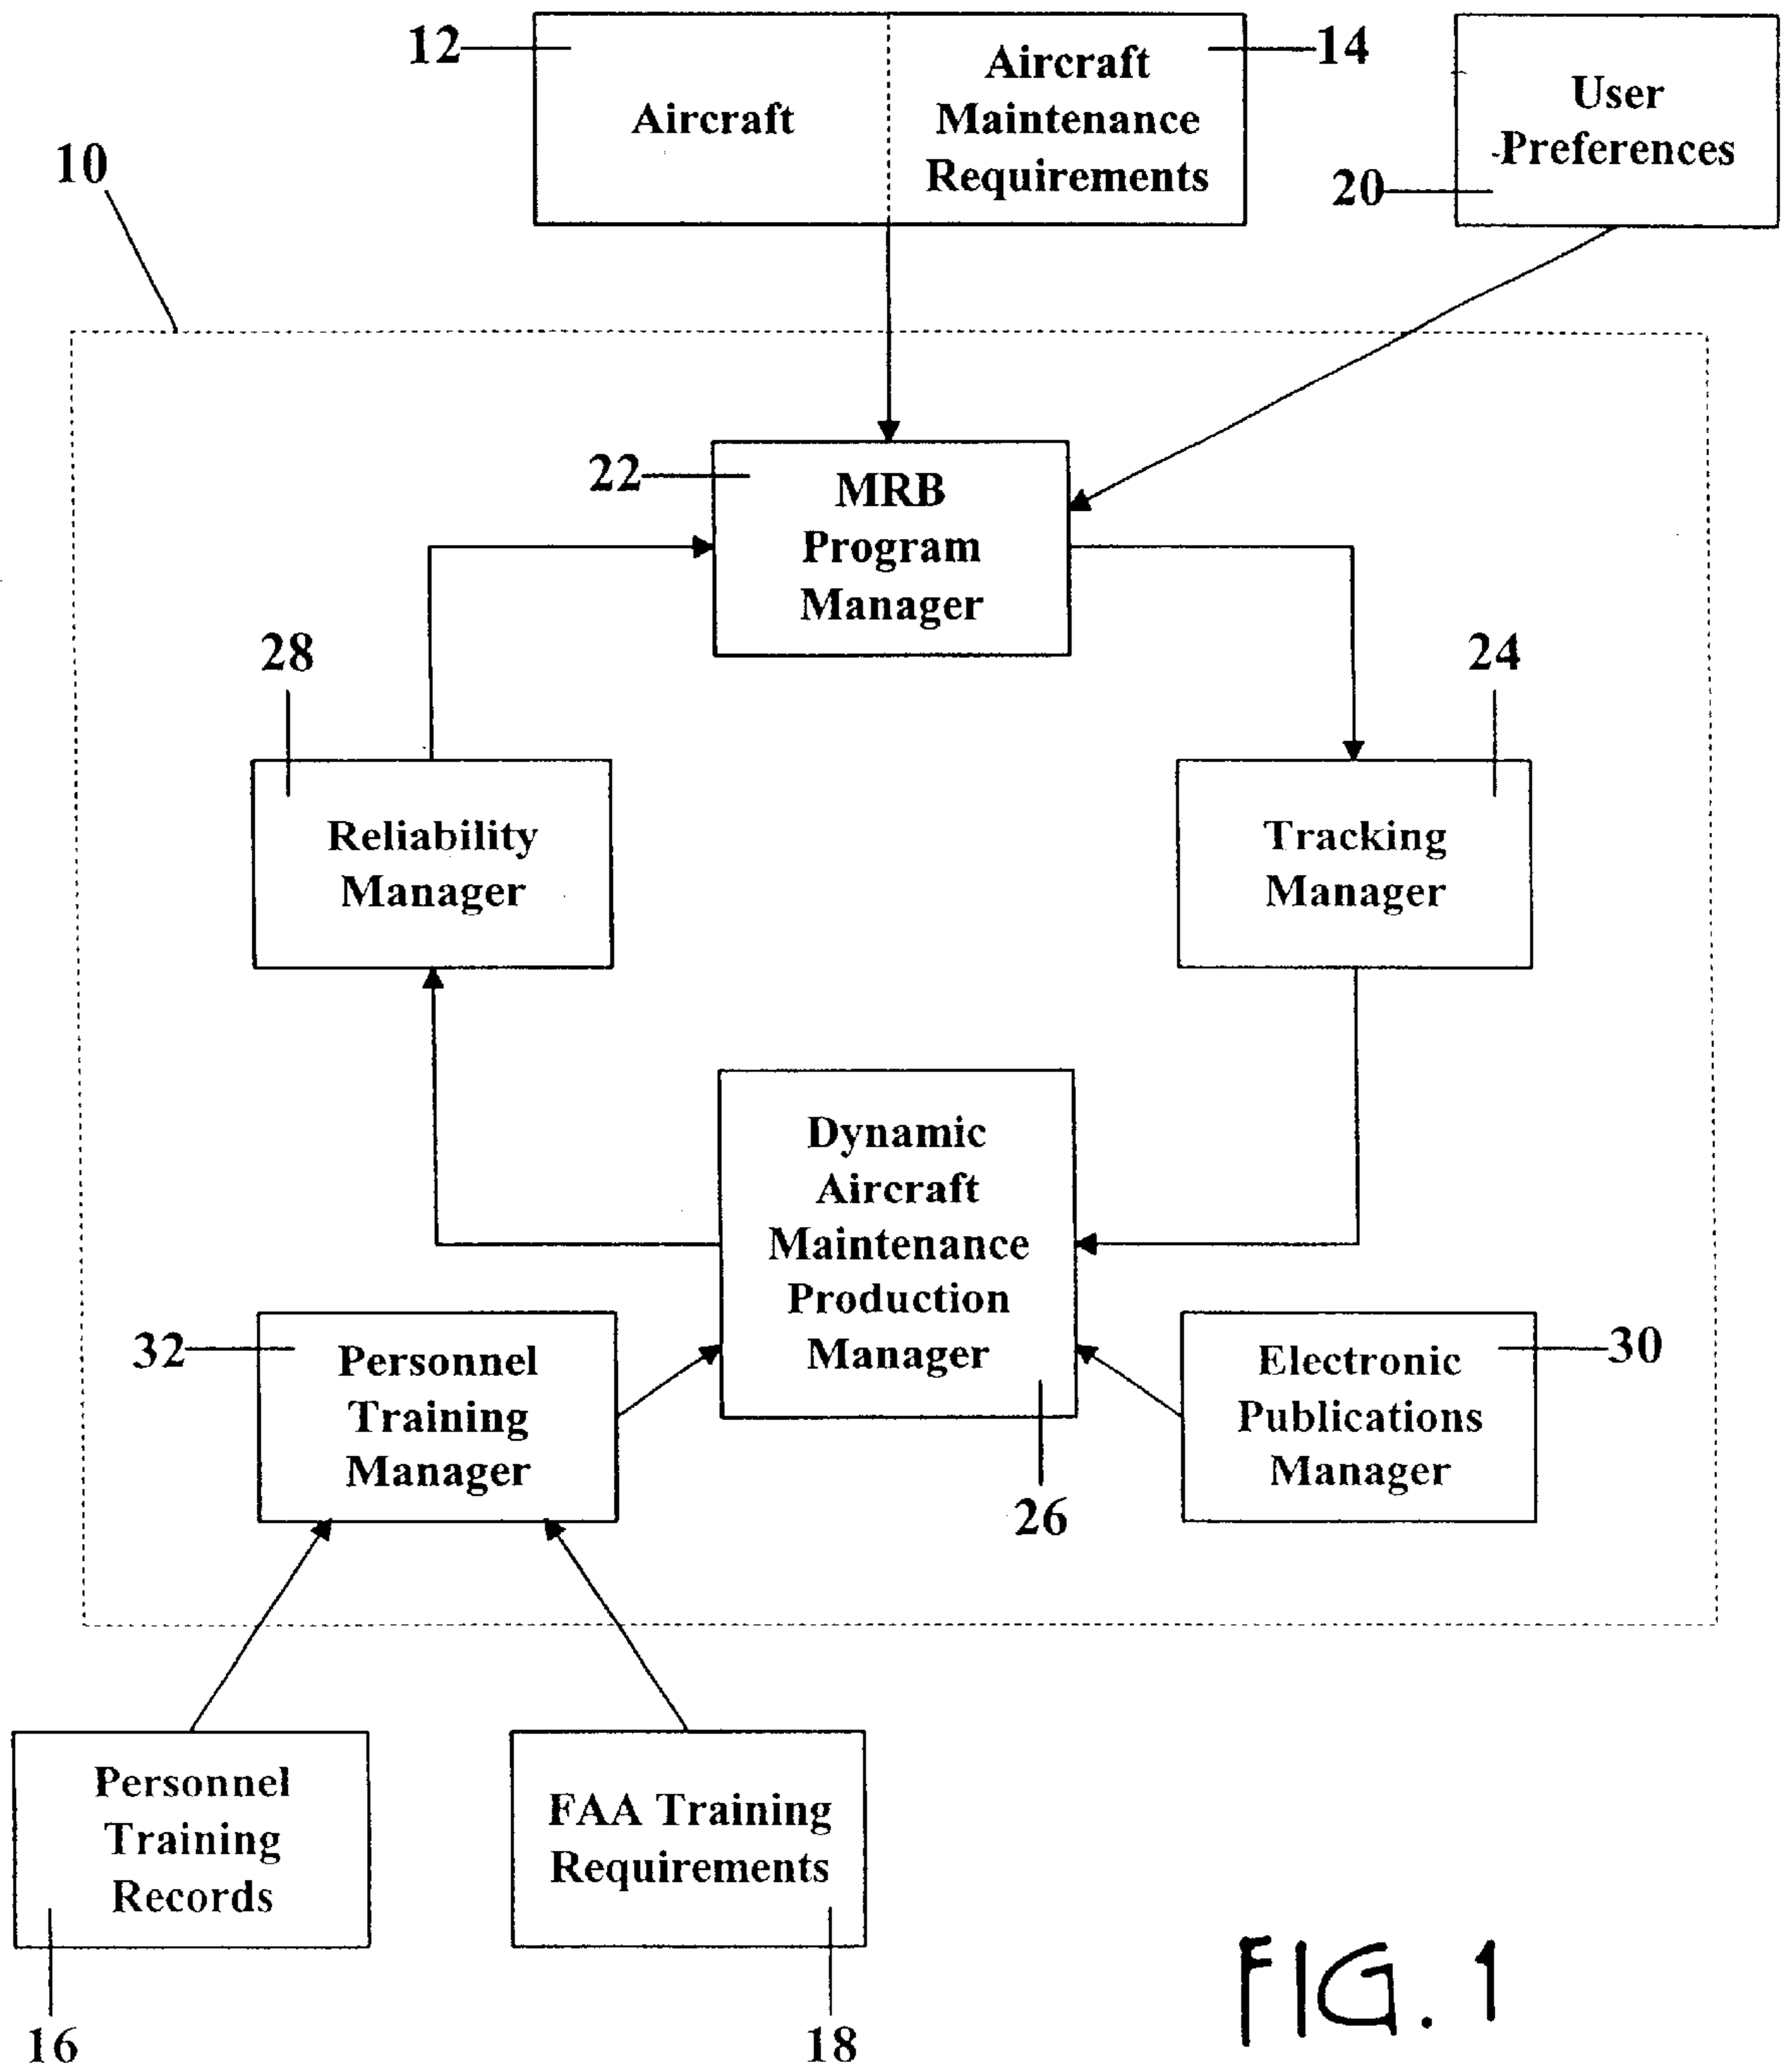 12
Aircraft
Aircraft
Maintenance
Requirements
14
User
Preferences
20
10
22
MRB
Program
Manager
28
Reliability
Manager
24
Tracking
Manager
Dynamic
Aircraft
Maintenance
Production
Manager
26
32
Personnel
Training
Manager
Electronic
Publications
Manager
30
Personnel
Training
Records
16
FAA Training
Requirements
18
FIG. 1